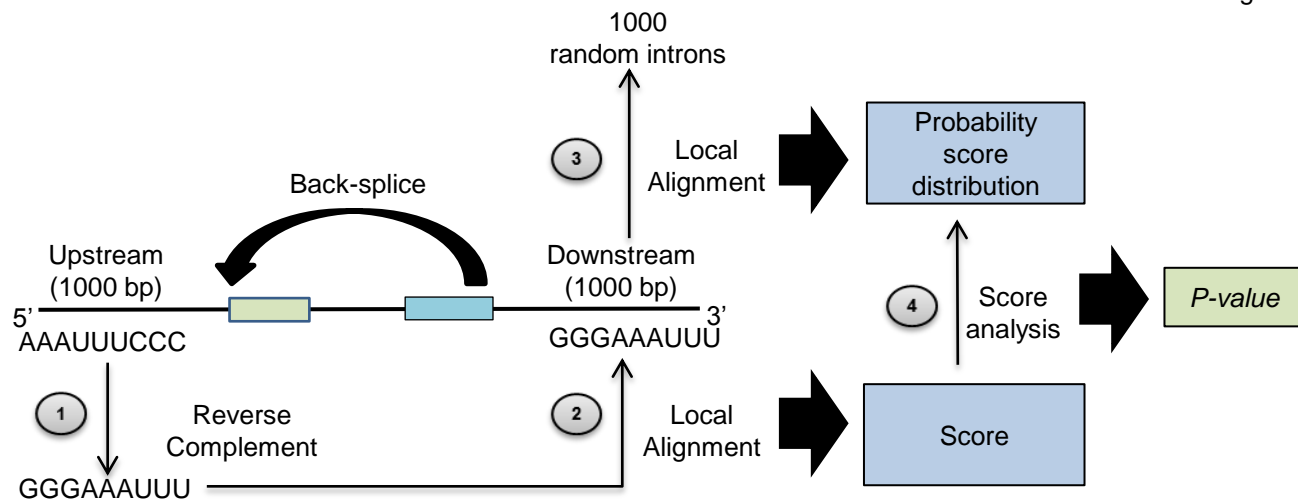 1000
random introns
3
Local
Alignment
Probability
score
distribution
Back-splice
Upstream
(1000 bp)
Downstream
(1000 bp)
5’
3’
AAAUUUCCC
GGGAAAUUU
4
Score
analysis
P-value
1
Reverse
Complement
2
Local
Alignment
Score
GGGAAAUUU